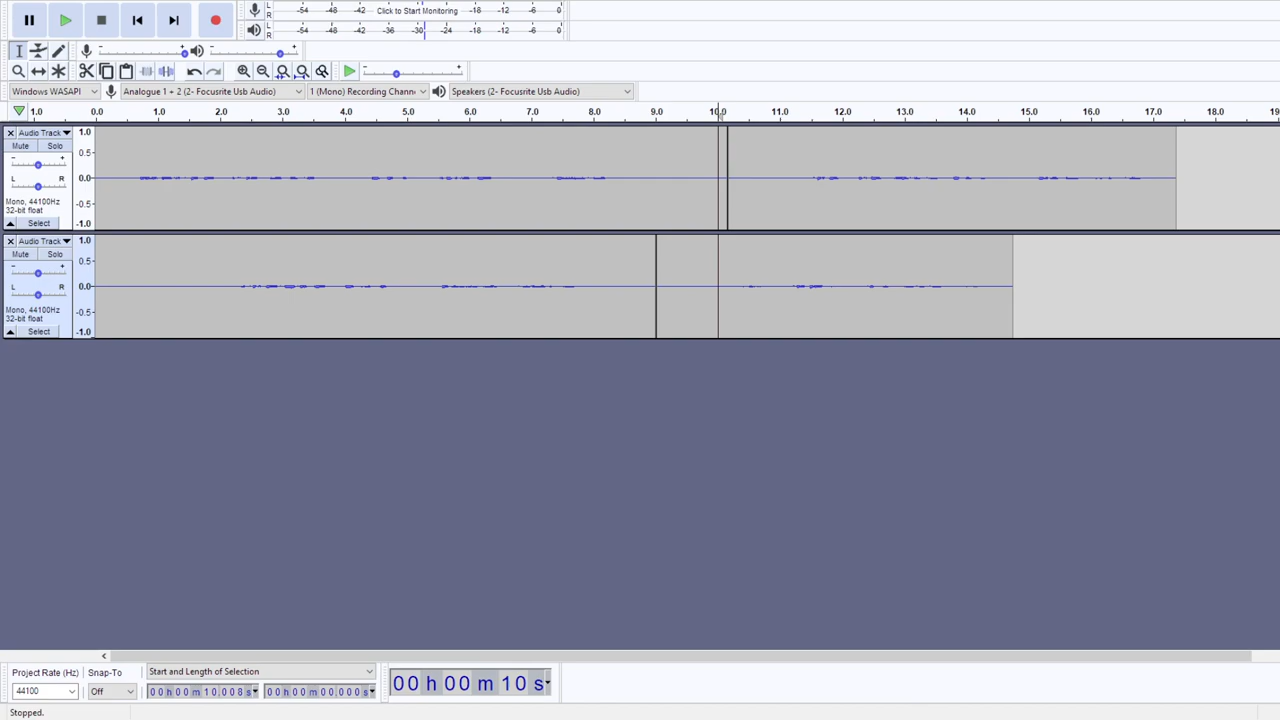 L
R
-54 -48 -42 Click to Start Monitoring -18 -12 -6 0
L
R
-54 -48 -42 -36 -30 -24 -18 -12 -6 0
- + - +
Windows WASAPI Analogue 1 + 2 (2- Focusrite Usb Audio) 1 (Mono) Recording Chann Speakers (2- Focusrite Usb Audio)
1.0 0.0 1.0 2.0 3.0 4.0 5.0 6.0 7.0 8.0 9.0 10.0 11.0 12.0 13.0 14.0 15.0 16.0 17.0 18.0 19
Audio Track 1.0
Mute Solo 0.5
- +
L R 0.0
Mono, 44100Hz -0.5
32-bit float
Select -1.0
Audio Track 1.0
Mute Solo 0.5
- +
L R 0.0
Mono, 44100Hz -0.5
32-bit float
Select -1.0
Project Rate (Hz) Snap-To Start and Length of Selection
44100 Off 00 h 00 m 10.008 s 00 h 00 m 00.000 s 00 h 00 m 10 s
Stopped.